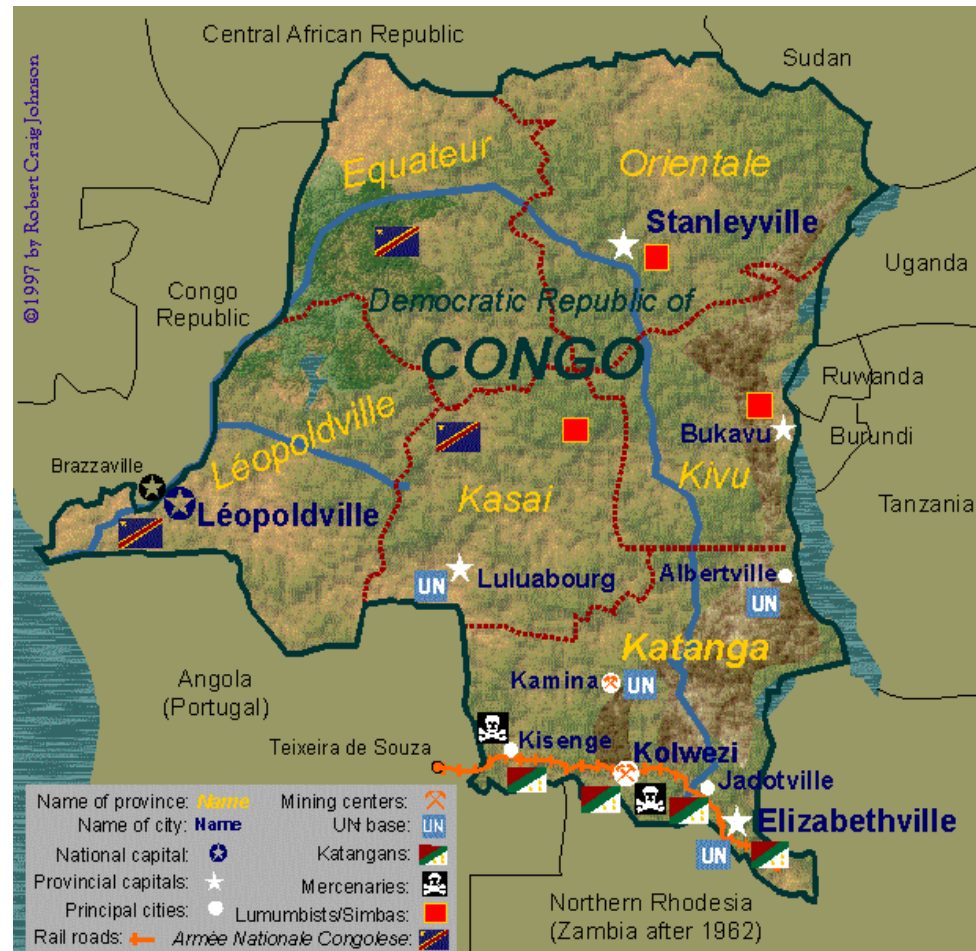 ©1997 by Robert Craig Johnson
Central African Republic
Sudan
Equateur
Orientale
Stanleyville
Uganda
Congo
Republic
Democratic Republic of
CONGO
Ruwanda
Léopoldville
Bukavu
Burundi
Brazzaville
Kivu
Kasai
Tanzania
Léopoldville
Luluabourg
UN
Albertville
UN
Katanga
Angola
(Portugal)
Kamina
UN
Teixeira de Souza
Kisenge
Kolwezi
Jadotville
Elizabethville
UN
Northern Rhodesia
(Zambia after 1962)
Name of province: Name
Mining centers:
Name of city: Name
UN base: UN
National capital:
Katangans:
Provincial capitals:
Mercenaries:
Principal cities:
Lumumbists/Simbas:
Rail roads:
Armée Nationale Congolese: